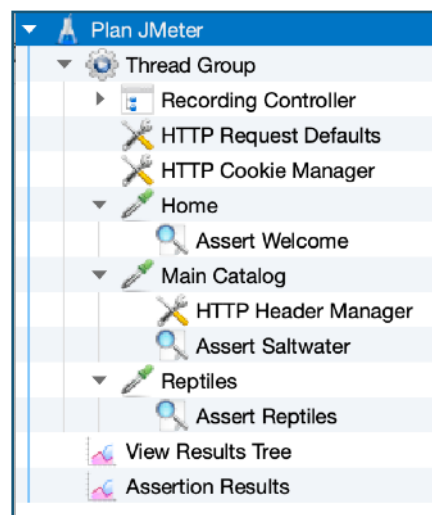 Plan JMeter
Thread Group
Recording Controller
HTTP Request Defaults
HTTP Cookie Manager
Home
Assert Welcome
Main Catalog
HTTP Header Manager
Assert Saltwater
Reptiles
Assert Reptiles
View Results Tree
Assertion Results